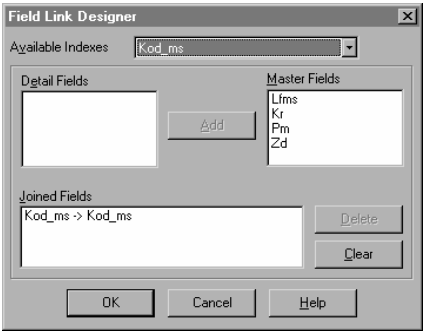 Field Link Designer
Available Indexes Kod_ms
Detail Fields Master Fields
Add
Lfms
Kr
Pm
Zd
Joined Fields
Kod_ms -> Kod_ms
Delete
Clear
OK Cancel Help